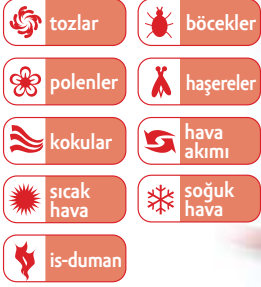 tozlar
böcekler
polenler
haşereler
kokular
hava
akımı
sıcak
hava
soğuk
hava
is-duman